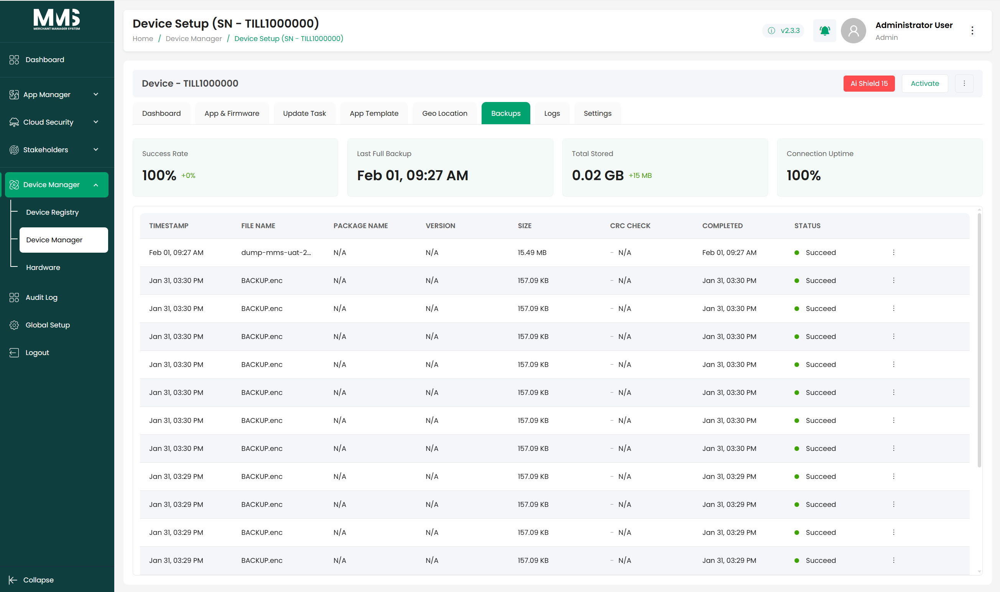 MMS
MERCHANT MANAGER SYSTEM
Dashboard
App Manager
Cloud Security
Stakeholders
Device Manager
Device Registry
Device Manager
Hardware
Audit Log
Global Setup
Logout
Collapse
Device Setup (SN - TILL1000000)
Home / Device Manager / Device Setup (SN - TILL1000000)
v2.3.3
Administrator User
Admin
Device - TILL1000000
Ai Shield 15
Activate
Dashboard App & Firmware Update Task App Template Geo Location Backups Logs Settings
Success Rate
100% +0%
Last Full Backup
Feb 01, 09:27 AM
Total Stored
0.02 GB +15 MB
Connection Uptime
100%
TIMESTAMP FILE NAME PACKAGE NAME VERSION SIZE CRC CHECK COMPLETED STATUS
Feb 01, 09:27 AM dump-mms-uat-2... N/A N/A 15.49 MB - N/A Feb 01, 09:27 AM Succeed
Jan 31, 03:30 PM BACKUP.enc N/A N/A 157.09 KB - N/A Jan 31, 03:30 PM Succeed
Jan 31, 03:30 PM BACKUP.enc N/A N/A 157.09 KB - N/A Jan 31, 03:30 PM Succeed
Jan 31, 03:30 PM BACKUP.enc N/A N/A 157.09 KB - N/A Jan 31, 03:30 PM Succeed
Jan 31, 03:30 PM BACKUP.enc N/A N/A 157.09 KB - N/A Jan 31, 03:30 PM Succeed
Jan 31, 03:30 PM BACKUP.enc N/A N/A 157.09 KB - N/A Jan 31, 03:30 PM Succeed
Jan 31, 03:30 PM BACKUP.enc N/A N/A 157.09 KB - N/A Jan 31, 03:30 PM Succeed
Jan 31, 03:30 PM BACKUP.enc N/A N/A 157.09 KB - N/A Jan 31, 03:30 PM Succeed
Jan 31, 03:29 PM BACKUP.enc N/A N/A 157.09 KB - N/A Jan 31, 03:29 PM Succeed
Jan 31, 03:29 PM BACKUP.enc N/A N/A 157.09 KB - N/A Jan 31, 03:29 PM Succeed
Jan 31, 03:29 PM BACKUP.enc N/A N/A 157.09 KB - N/A Jan 31, 03:29 PM Succeed
Jan 31, 03:29 PM BACKUP.enc N/A N/A 157.09 KB - N/A Jan 31, 03:29 PM Succeed